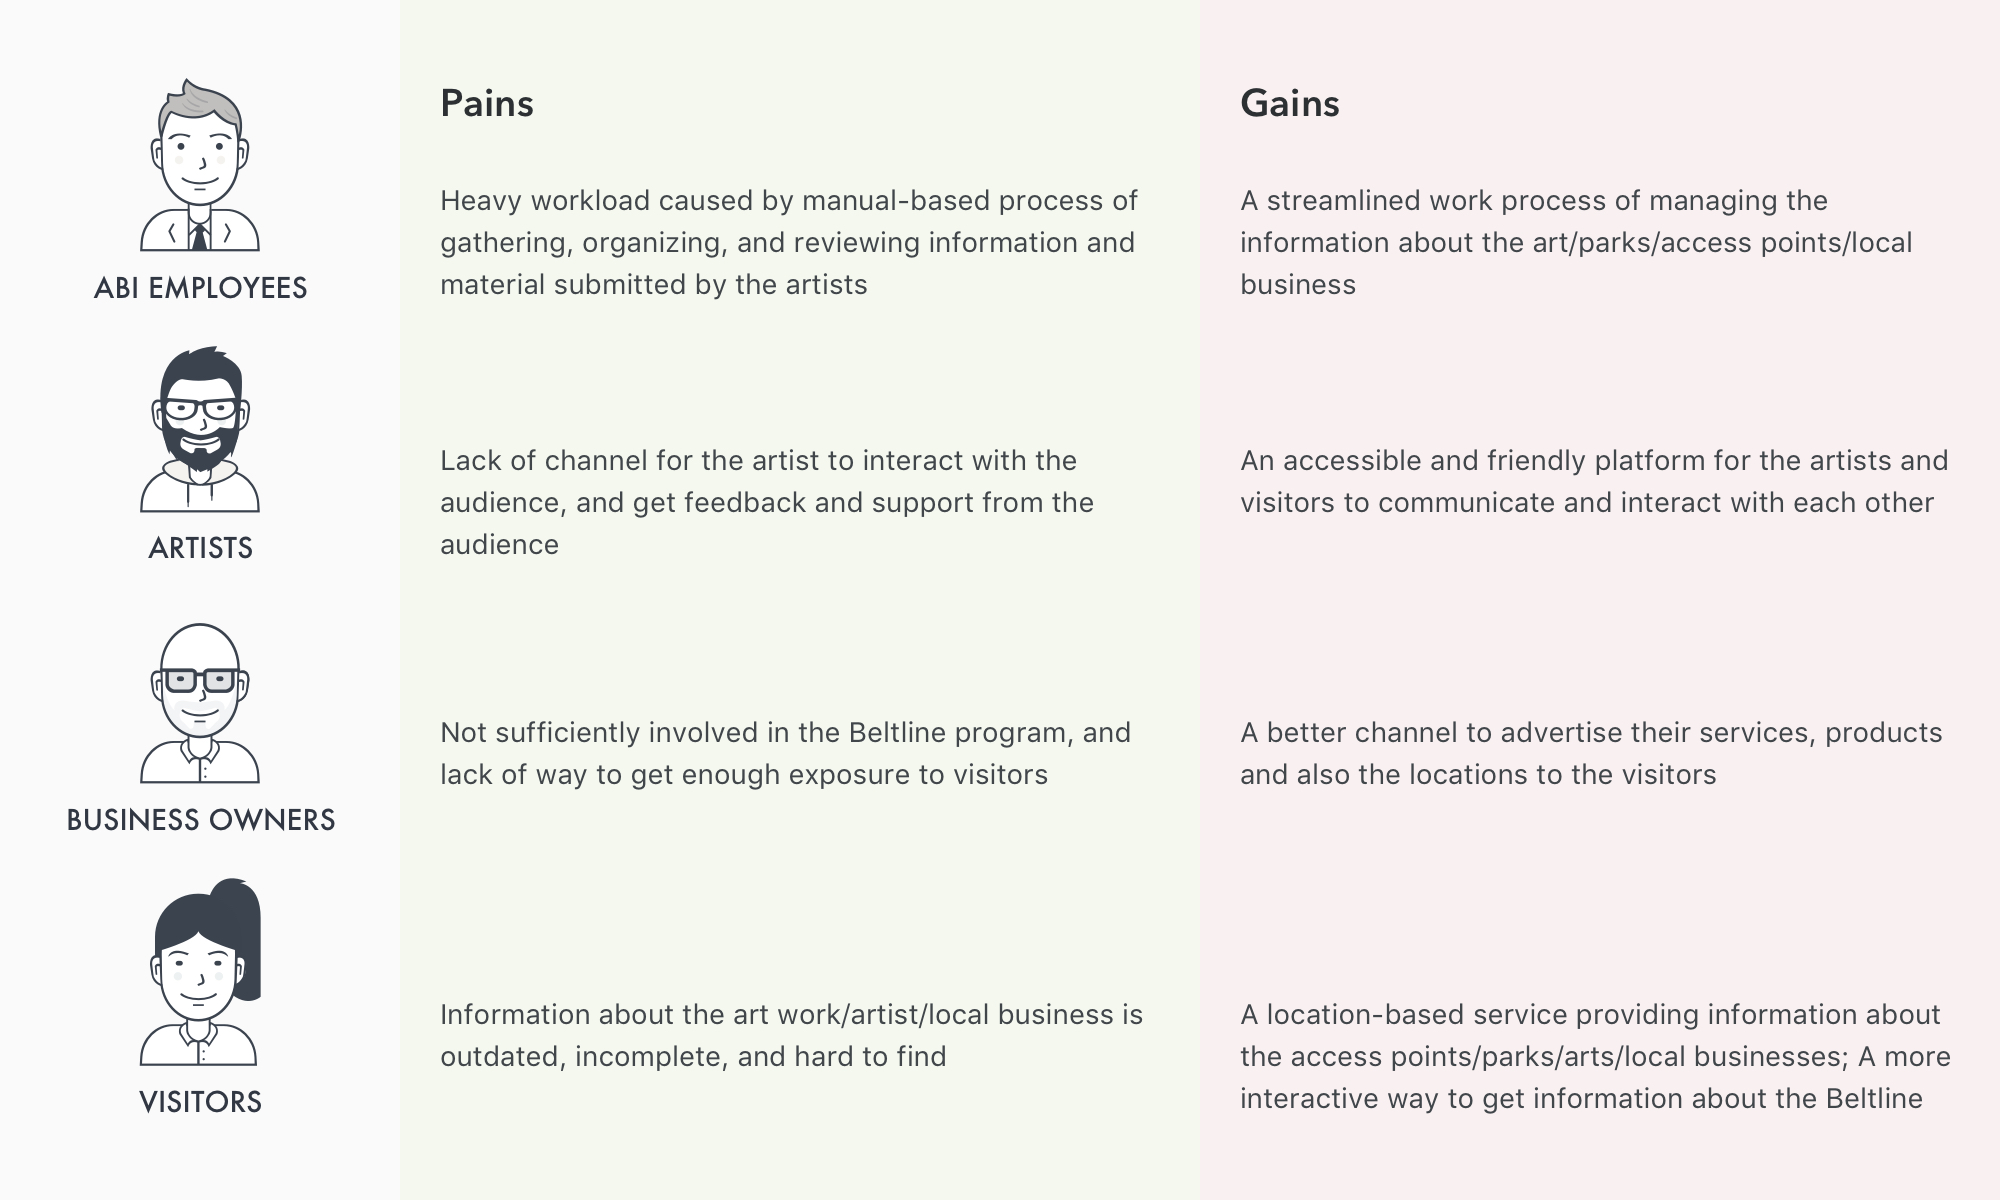 Pains
Gains
ABI EMPLOYEES
Heavy workload caused by manual-based process of
gathering, organizing, and reviewing information and
material submitted by the artists
A streamlined work process of managing the
information about the art/parks/access points/local
business
ARTISTS
Lack of channel for the artist to interact with the
audience, and get feedback and support from the
audience
An accessible and friendly platform for the artists and
visitors to communicate and interact with each other
BUSINESS OWNERS
Not sufficiently involved in the Beltline program, and
lack of way to get enough exposure to visitors
A better channel to advertise their services, products
and also the locations to the visitors
VISITORS
Information about the art work/artist/local business is
outdated, incomplete, and hard to find
A location-based service providing information about
the access points/parks/arts/local businesses; A more
interactive way to get information about the Beltline